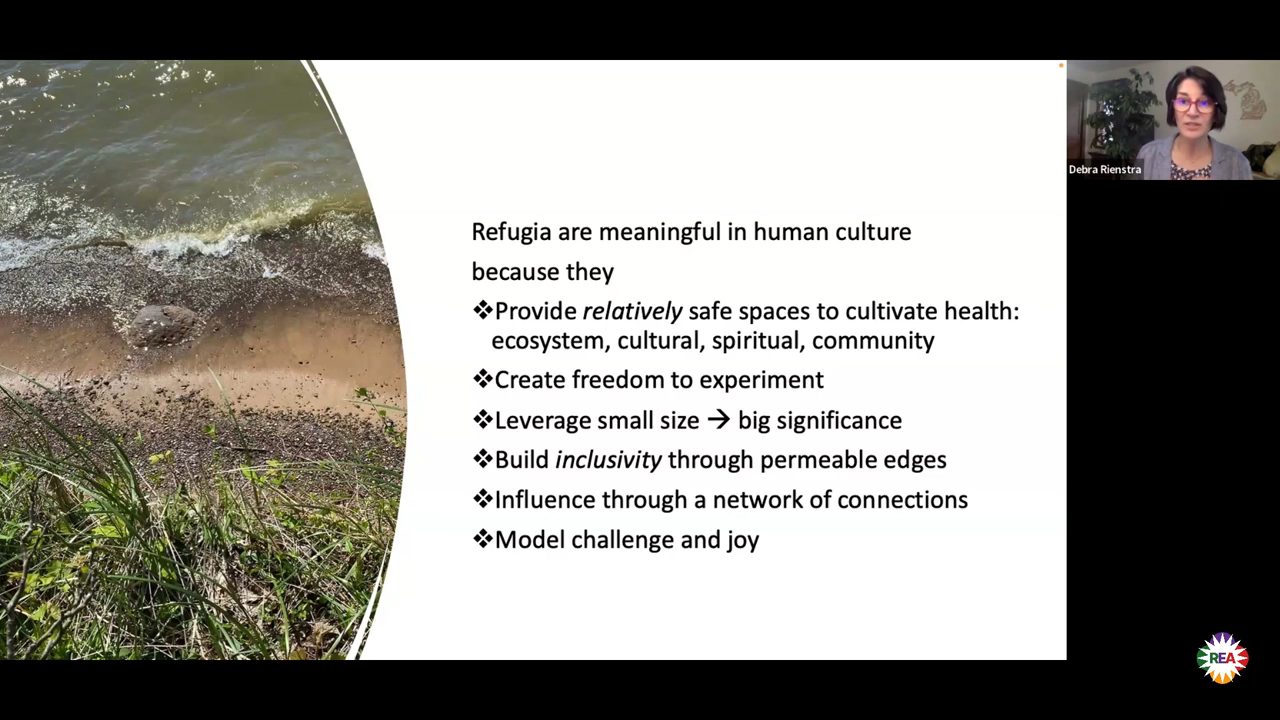 Refugia are meaningful in human culture
because they
❖Provide relatively safe spaces to cultivate health:
ecosystem, cultural, spiritual, community
❖Create freedom to experiment
❖Leverage small size → big significance
❖Build inclusivity through permeable edges
❖Influence through a network of connections
❖Model challenge and joy
Debra Rienstra
REA